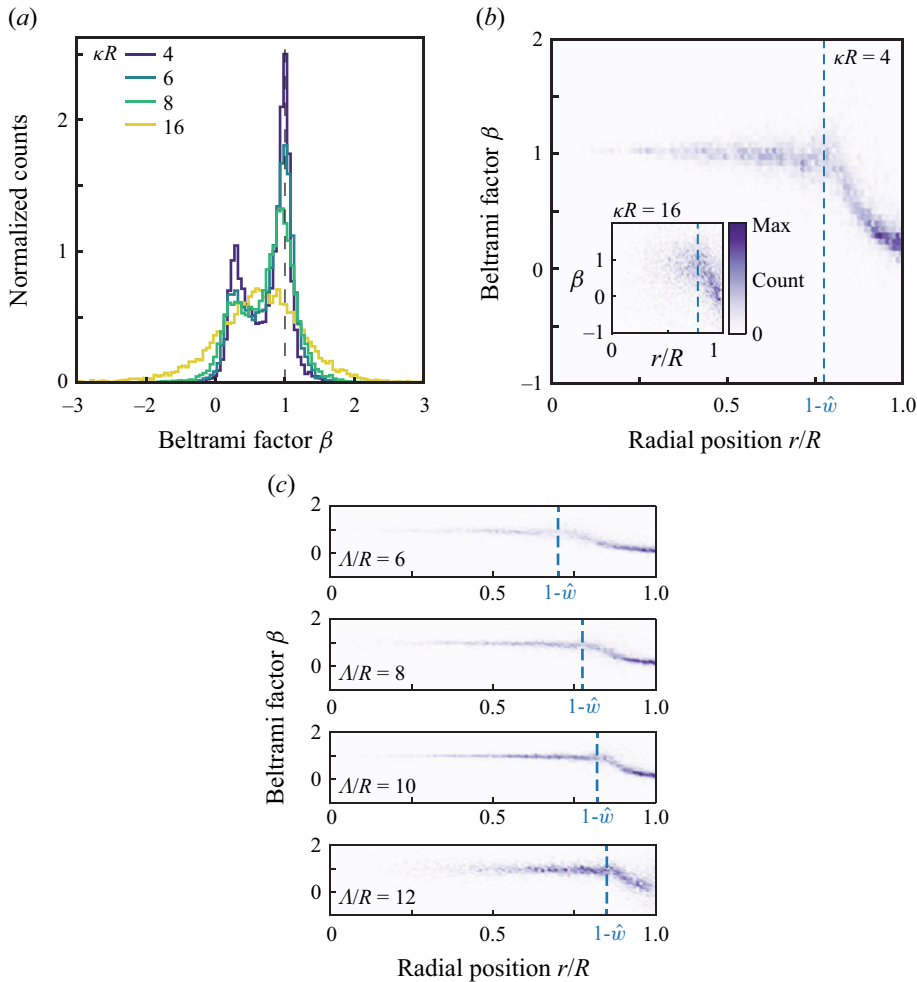 (a)
κR
4
6
8
16
Normalized counts
2
1
0
−3
−2
−1
0
1
2
3
Beltrami factor β
(b)
κR = 4
Beltrami factor β
2
1
0
−1
κR = 16
β
1
0
−1
0
1
r/R
Max
Count
0
0
0.5
1-ŵ
1.0
Radial position r/R
(c)
Beltrami factor β
2
0
Λ/R = 6
0
0.5
1-ŵ
1.0
2
0
Λ/R = 8
0
0.5
1-ŵ
1.0
2
0
Λ/R = 10
0
0.5
1-ŵ
1.0
2
0
Λ/R = 12
0
0.5
1-ŵ
1.0
Radial position r/R